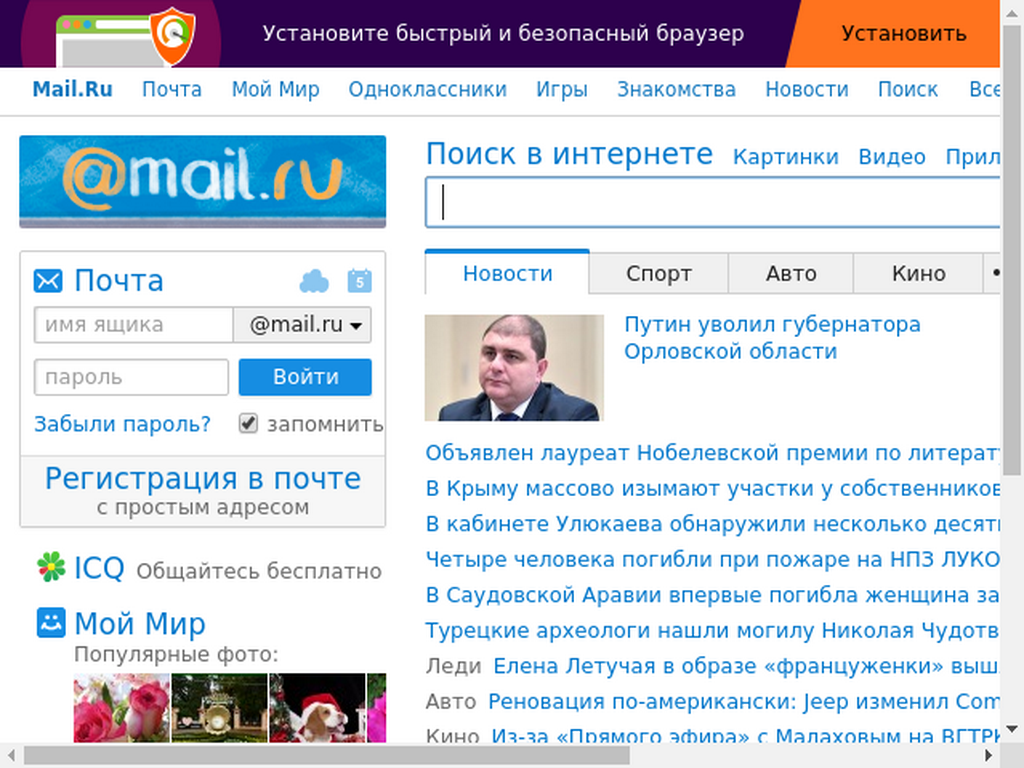 Установите быстрый и безопасный браузер
Установить
Mail.Ru Почта Мой Мир Одноклассники Игры Знакомства Новости Поиск Все
@mail.ru
Поиск в интернете Картинки Видео Прил
Почта
5
имя ящика @mail.ru
пароль Войти
Забыли пароль? запомнить
Регистрация в почте
с простым адресом
ICQ Общайтесь бесплатно
Мой Мир
Популярные фото:
Новости Спорт Авто Кино
Путин уволил губернатора
Орловской области
Объявлен лауреат Нобелевской премии по литерат
В Крыму массово изымают участки у собственников
В кабинете Улюкаева обнаружили несколько десят
Четыре человека погибли при пожаре на НПЗ ЛУКО
В Саудовской Аравии впервые погибла женщина за
Турецкие археологи нашли могилу Николая Чудотв
Леди Елена Летучая в образе «француженки» выш
Авто Реновация по-американски: Jeep изменил Com
Кино Из-за «Прямого эфира» с Малаховым на ВГТРК